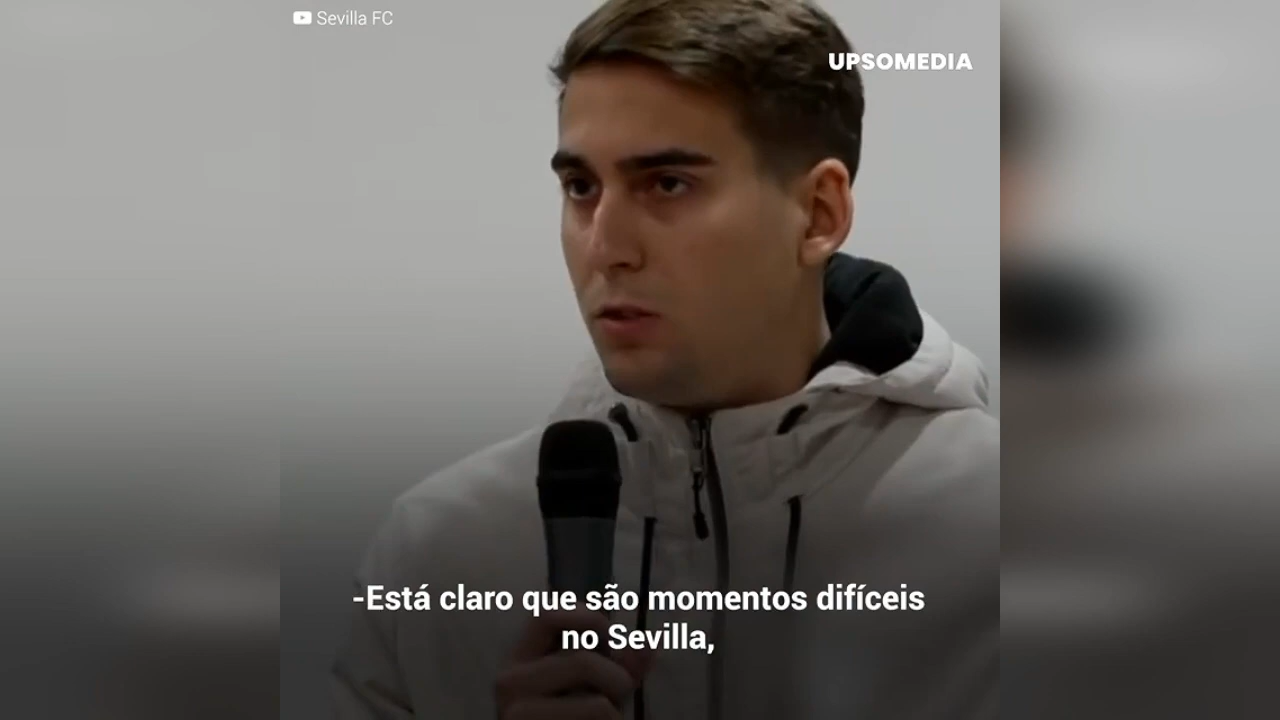 Sevilla FC
UPSOMEDIA
-Está claro que são momentos difíceis
no Sevilla,